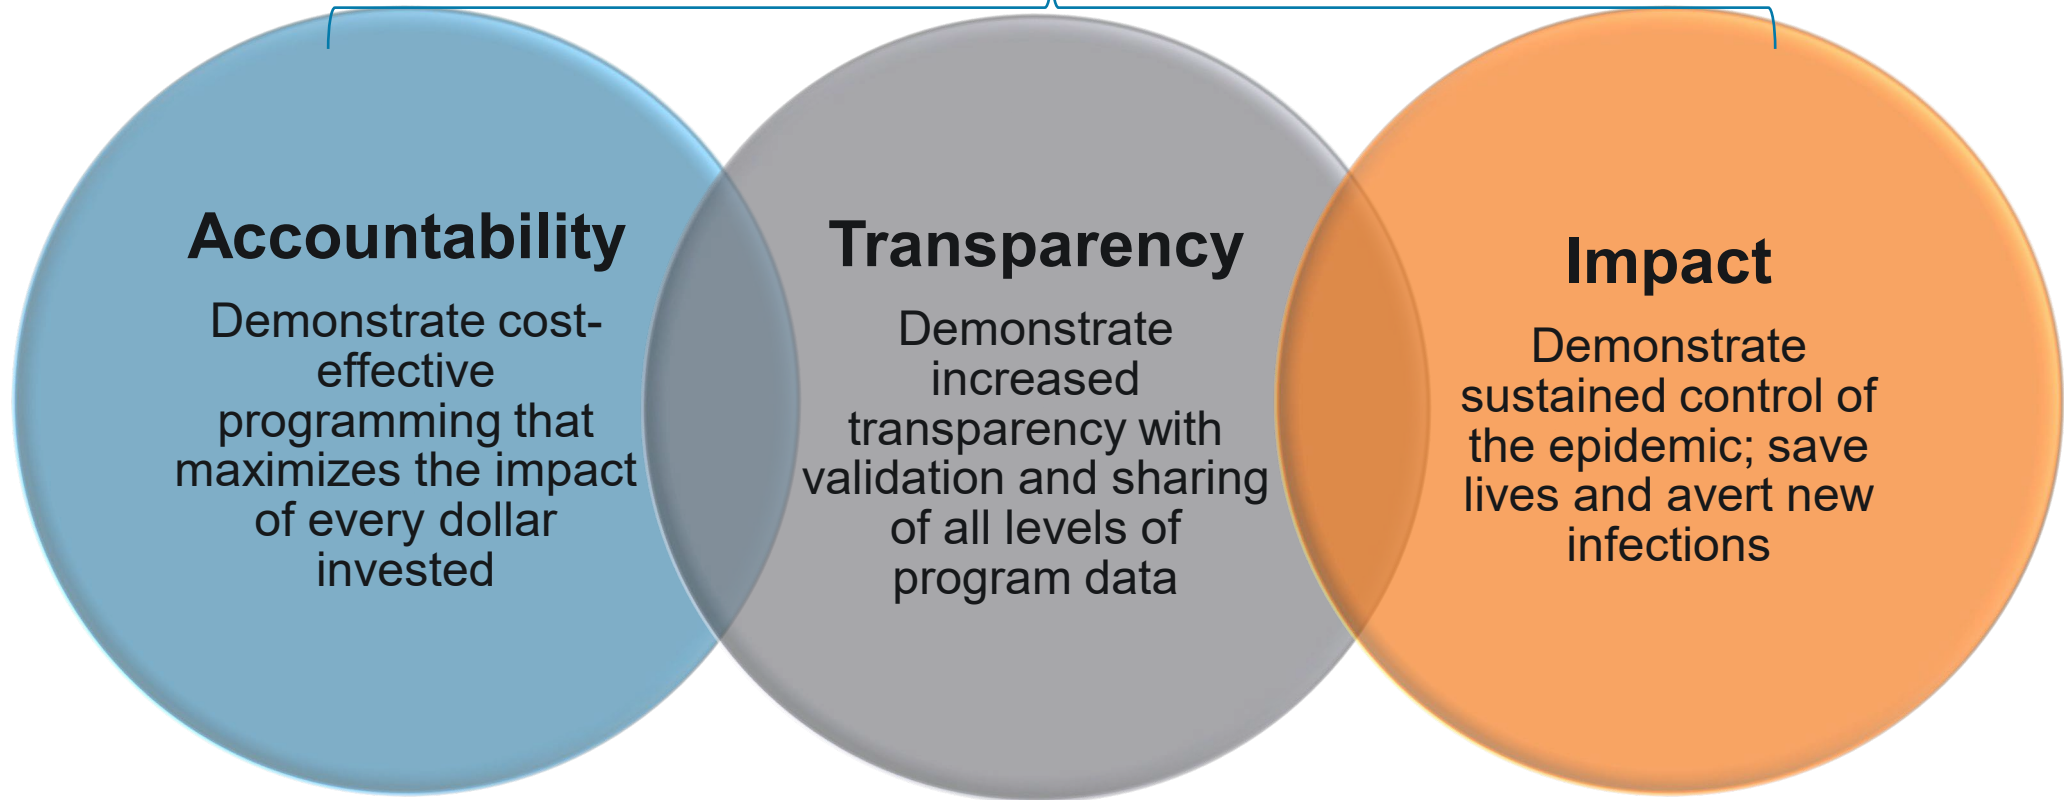 Accountability
Demonstrate cost-
effective
programming that
maximizes the impact
of every dollar
invested
Transparency
Demonstrate
increased
transparency with
validation and sharing
of all levels of
program data
Impact
Demonstrate
sustained control of
the epidemic; save
lives and avert new
infections